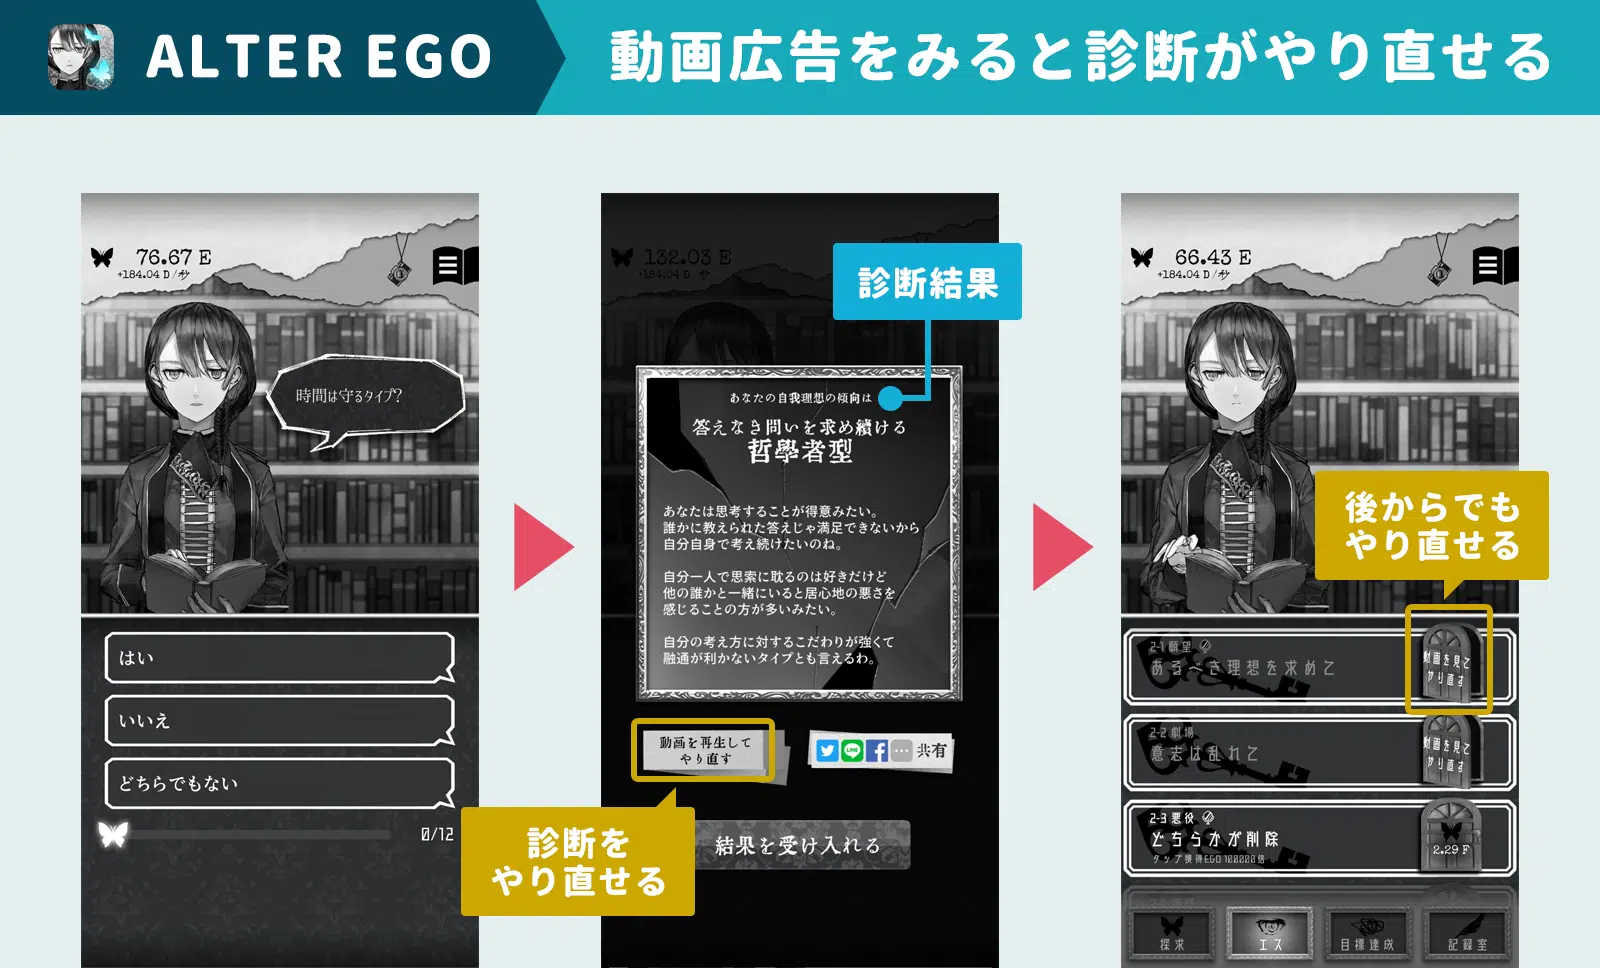 ALTER EGO
動画広告をみると診断がやり直せる
76.67 E
+184.04 D /秒
時間は守るタイプ?
はい
いいえ
どちらでもない
0/12
132.03 E
+184.04 D /秒
診断結果
あなたの自我理想の傾向は
答えなき問いを求め續ける
哲學者型
あなたは思考することが得意みたい。
誰かに教えられた答えじゃ満足できないから
自分自身で考え続けたいのね。
自分一人で思索に耽るのは好きだけど
他の誰かと一緒にいると居心地の悪さを
感じることの方が多いみたい。
自分の考え方に対するこだわりが強くて
融通が利かないタイプとも言えるわ。
動画を再生して
やり直す
LINE
共有
診断を
やり直せる
結果を受け入れる
66.43 E
+184.04 D /秒
後からでも
やり直せる
2-1 願望
あるべき理想を求めて
動画を見て
やり直す
2-2 劇場
意志は乱れて
動画を見て
やり直す
2-3 悪役
どちらかが削除
タップ獲得EGO 100000倍
2.29 F
探求
エス
目標達成
記録室